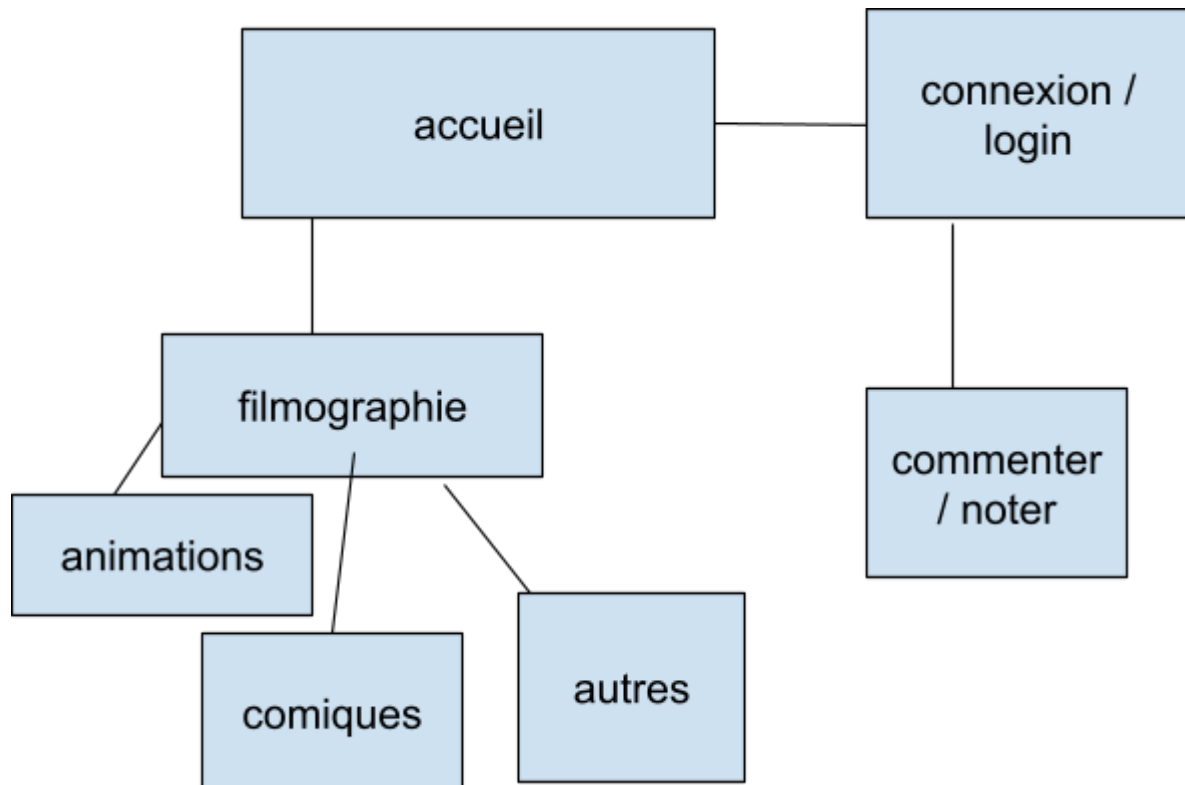 accueil
connexion /
login
filmographie
commenter
/ noter
animations
comiques
autres